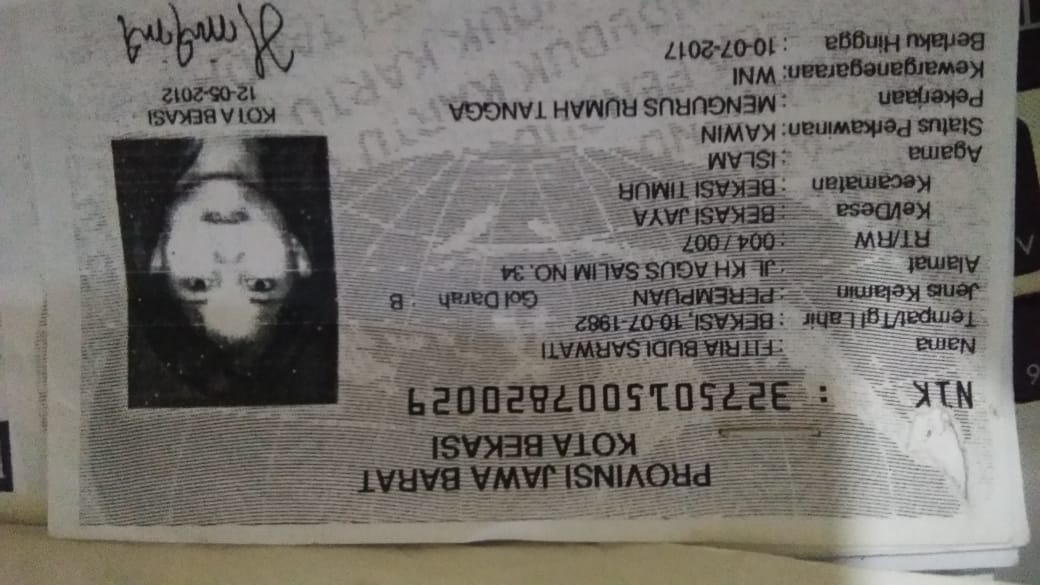 PROVINSI JAWA BARAT
KOTA BEKASI
NIK : 3275015007820029
Nama : FITRIA BUDI SARWATI
Tempat/Tgl Lahir : BEKASI, 10-07-1982
Jenis Kelamin : PEREMPUAN Gol Darah : B
Alamat : JL KH AGUS SALIM NO. 34
RT/RW : 004 / 007
Kel/Desa : BEKASI JAYA
Kecamatan : BEKASI TIMUR
Agama : ISLAM
Status Perkawinan: KAWIN
Pekerjaan : MENGURUS RUMAH TANGGA
Kewarganegaraan: WNI
Berlaku Hingga : 10-07-2017
KOTA BEKASI
12-05-2012